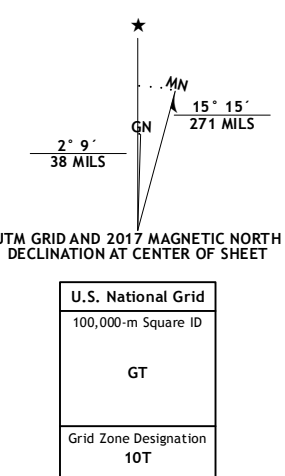 ★
MN
15° 15´
271 MILS
GN
2° 9´
38 MILS
UTM GRID AND 2017 MAGNETIC NORTH
DECLINATION AT CENTER OF SHEET
U.S. National Grid
100,000-m Square ID
GT
Grid Zone Designation
10T